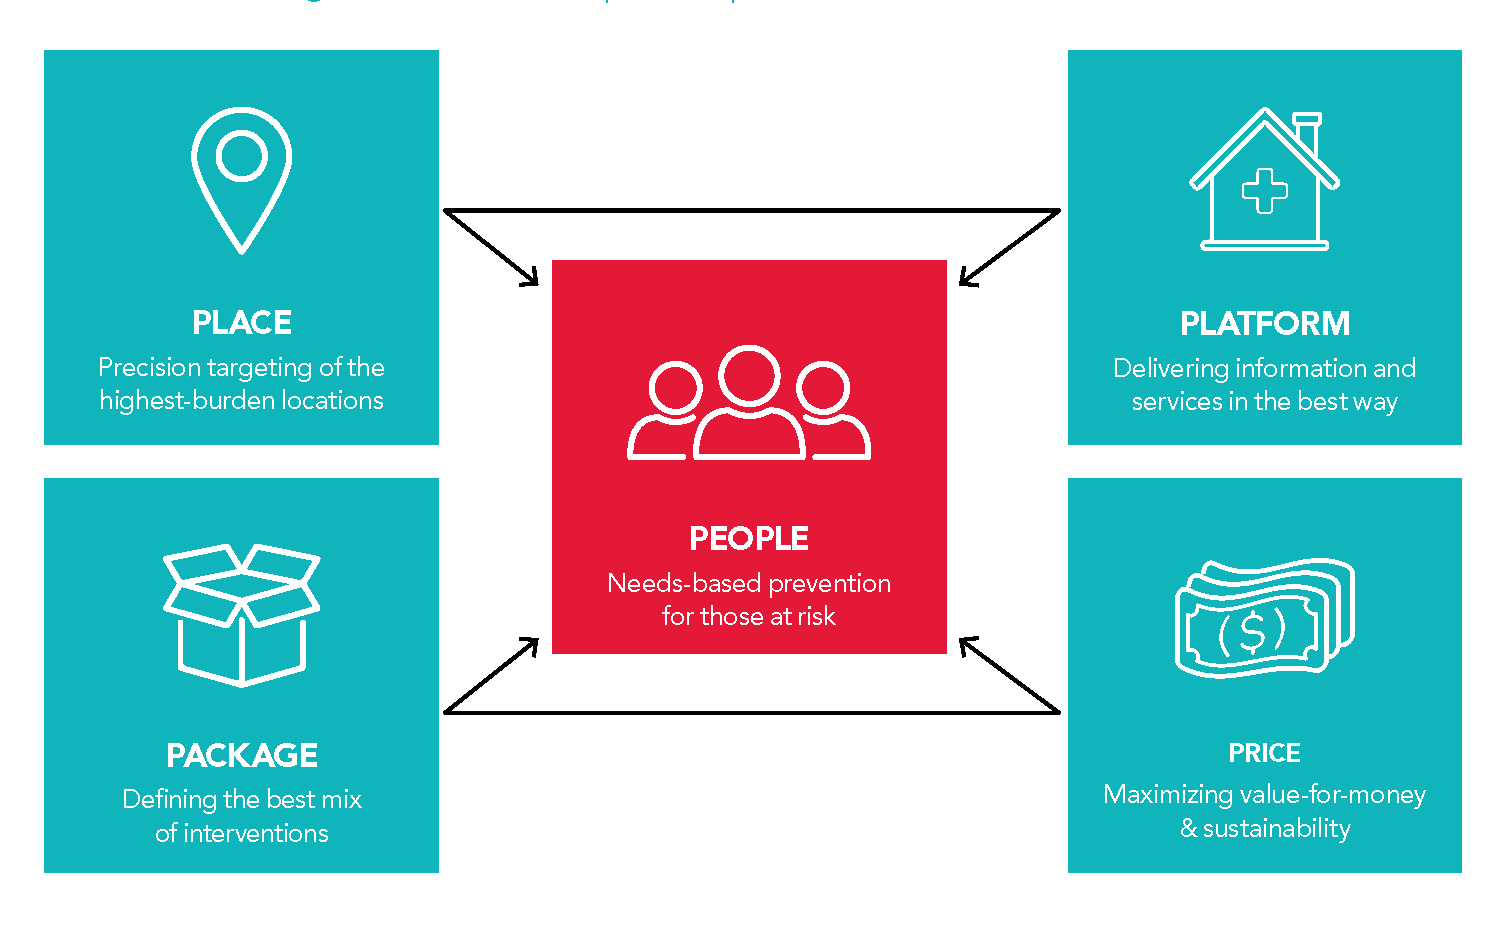 PLACE
Precision targeting of the
highest-burden locations
PLATFORM
Delivering information and
services in the best way
PEOPLE
Needs-based prevention
for those at risk
PACKAGE
Defining the best mix
of interventions
($)
PRICE
Maximizing value-for-money
& sustainability